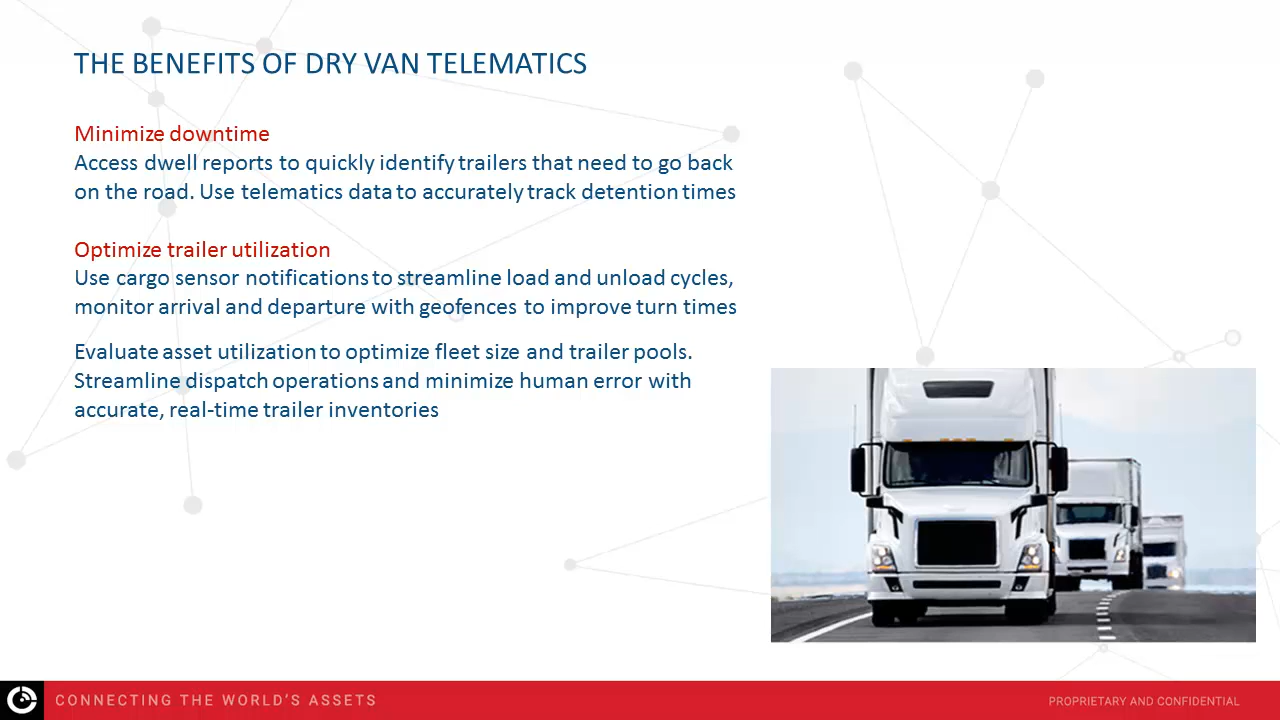 THE BENEFITS OF DRY VAN TELEMATICS
Minimize downtime
Access dwell reports to quickly identify trailers that need to go back
on the road. Use telematics data to accurately track detention times
Optimize trailer utilization
Use cargo sensor notifications to streamline load and unload cycles,
monitor arrival and departure with geofences to improve turn times
Evaluate asset utilization to optimize fleet size and trailer pools.
Streamline dispatch operations and minimize human error with
accurate, real-time trailer inventories
CONNECTING THE WORLD'S ASSETS
PROPRIETARY AND CONFIDENTIAL